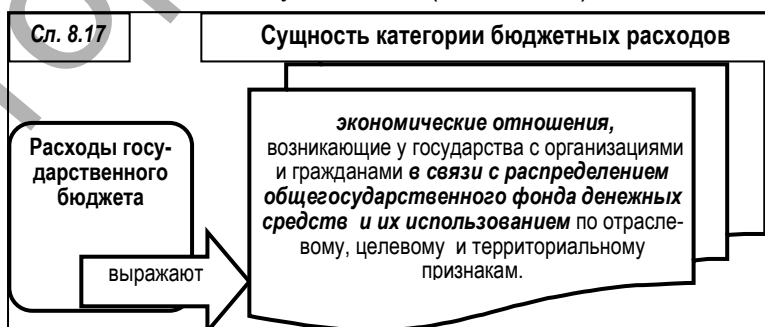 Сл. 8.17
Сущность категории бюджетных расходов
Расходы госу-
дарственного
бюджета
выражают
экономические отношения,
возникающие у государства с организациями
и гражданами в связи с распределением
общегосударственного фонда денежных
средств и их использованием по отрасле-
вому, целевому и территориальному
признакам.